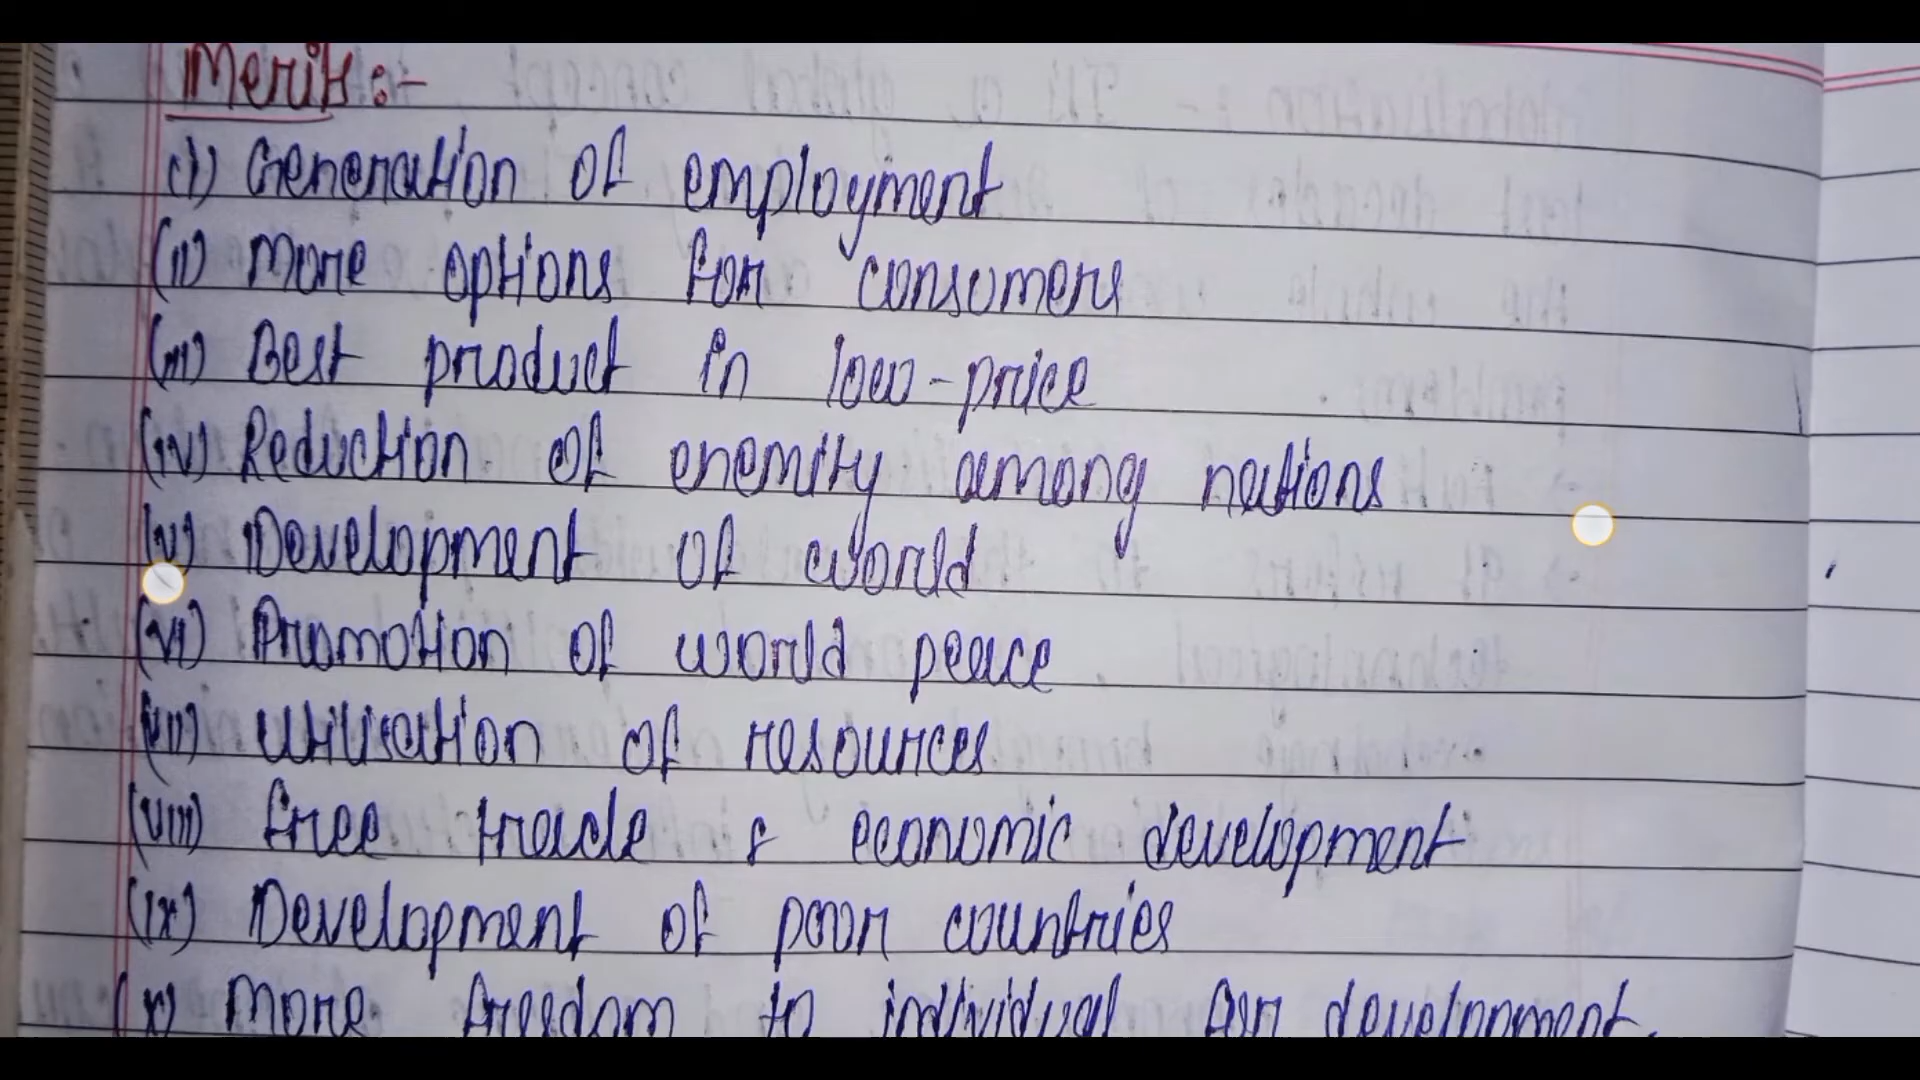 Merits :-
(i) Generation of employment
(ii) More options for consumers
(iii) Best product in low-price
(iv) Reduction of enemity among nations
(v) Development of world
(vi) Promotion of world peace
(vii) Utilisation of resources
(viii) free trade & economic development
(ix) Development of poor countries
(x) More freedom to individual for development.